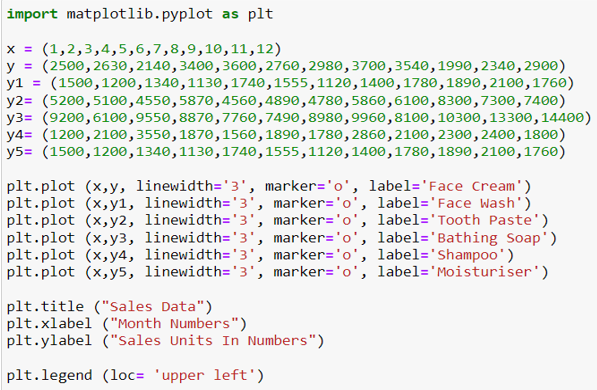 import matplotlib.pyplot as plt
x = (1,2,3,4,5,6,7,8,9,10,11,12)
y = (2500,2630,2140,3400,3600,2760,2980,3700,3540,1990,2340,2900)
y1 = (1500,1200,1340,1130,1740,1555,1120,1400,1780,1890,2100,1760)
y2= (5200,5100,4550,5870,4560,4890,4780,5860,6100,8300,7300,7400)
y3= (9200,6100,9550,8870,7760,7490,8980,9960,8100,10300,13300,14400)
y4= (1200,2100,3550,1870,1560,1890,1780,2860,2100,2300,2400,1800)
y5= (1500,1200,1340,1130,1740,1555,1120,1400,1780,1890,2100,1760)
plt.plot (x,y, linewidth='3', marker='o', label='Face Cream')
plt.plot (x,y1, linewidth='3', marker='o', label='Face Wash')
plt.plot (x,y2, linewidth='3', marker='o', label='Tooth Paste')
plt.plot (x,y3, linewidth='3', marker='o', label='Bathing Soap')
plt.plot (x,y4, linewidth='3', marker='o', label='Shampoo')
plt.plot (x,y5, linewidth='3', marker='o', label='Moisturiser')
plt.title ("Sales Data")
plt.xlabel ("Month Numbers")
plt.ylabel ("Sales Units In Numbers")
plt.legend (loc= 'upper left')